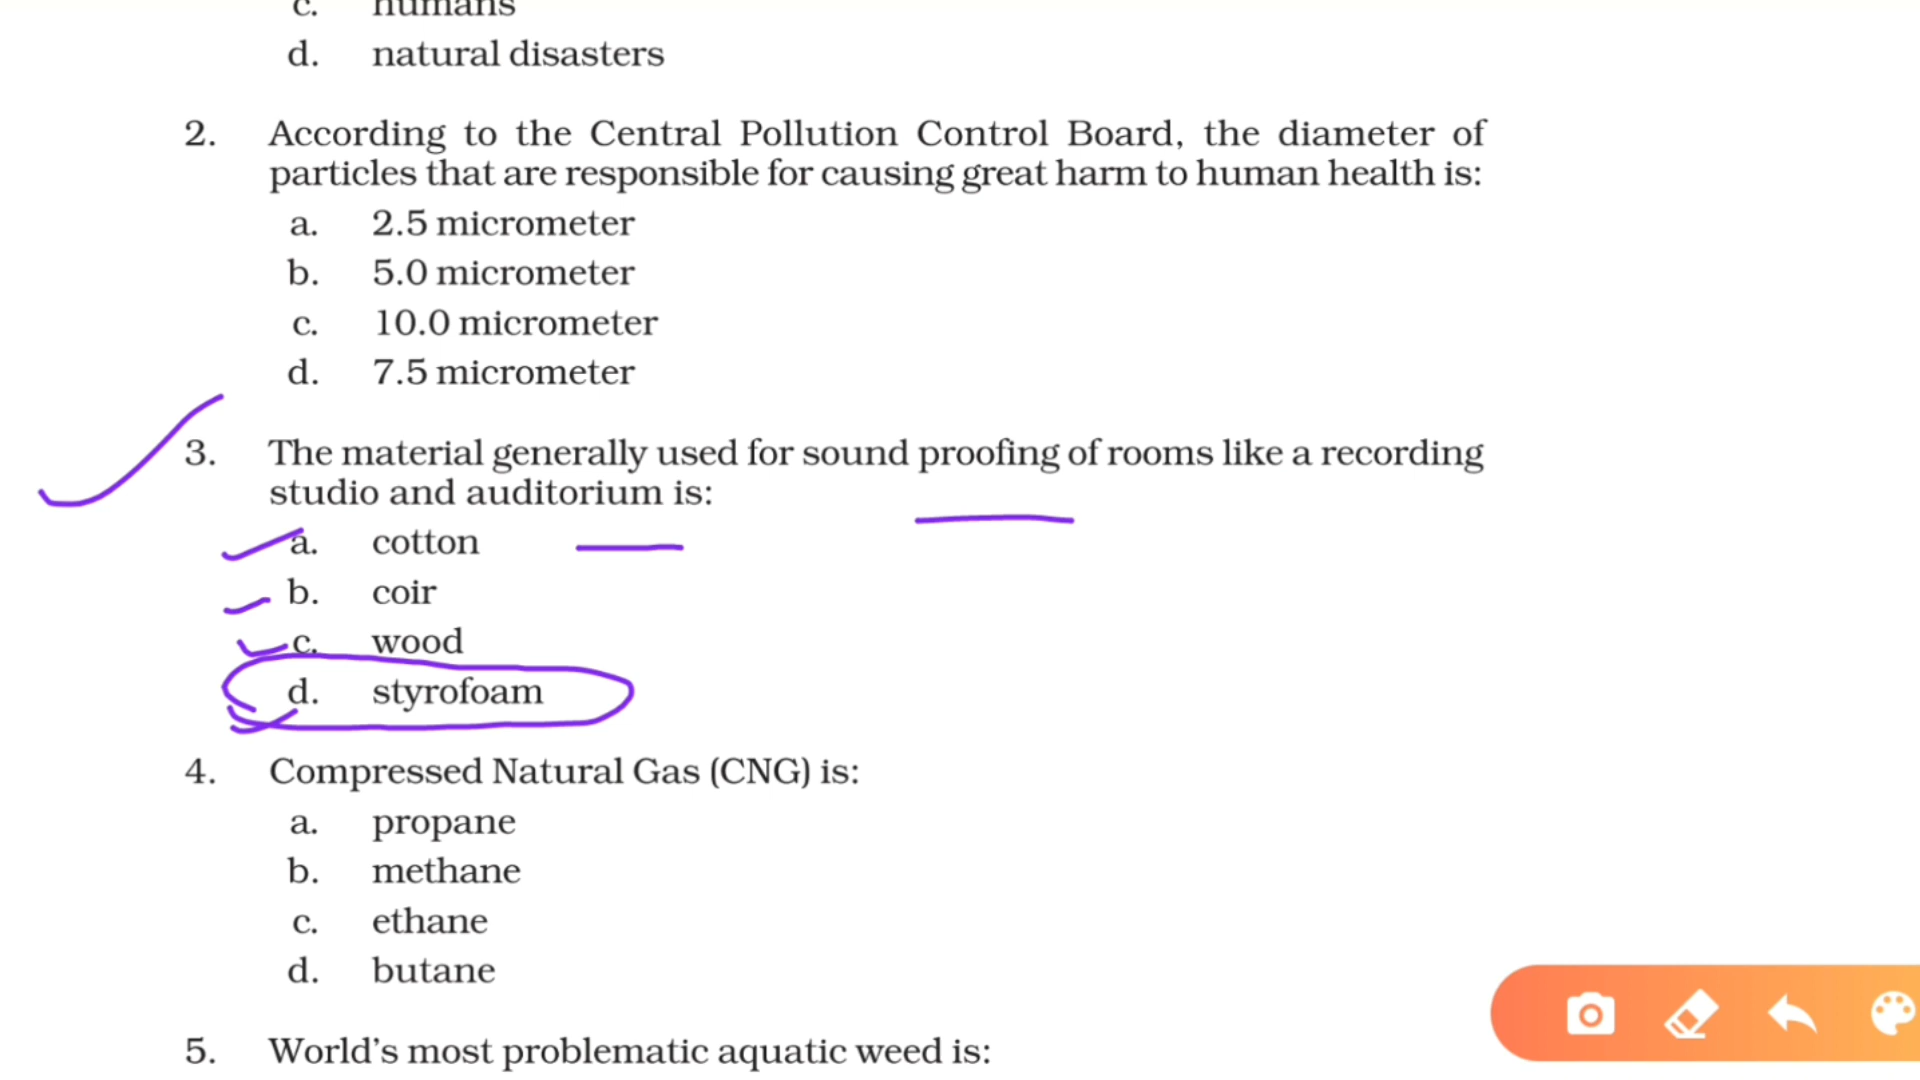 c. humans
d. natural disasters
2. According to the Central Pollution Control Board, the diameter of
particles that are responsible for causing great harm to human health is:
a. 2.5 micrometer
b. 5.0 micrometer
c. 10.0 micrometer
d. 7.5 micrometer
3. The material generally used for sound proofing of rooms like a recording
studio and auditorium is:
a. cotton
b. coir
c. wood
d. styrofoam
4. Compressed Natural Gas (CNG) is:
a. propane
b. methane
c. ethane
d. butane
5. World's most problematic aquatic weed is: